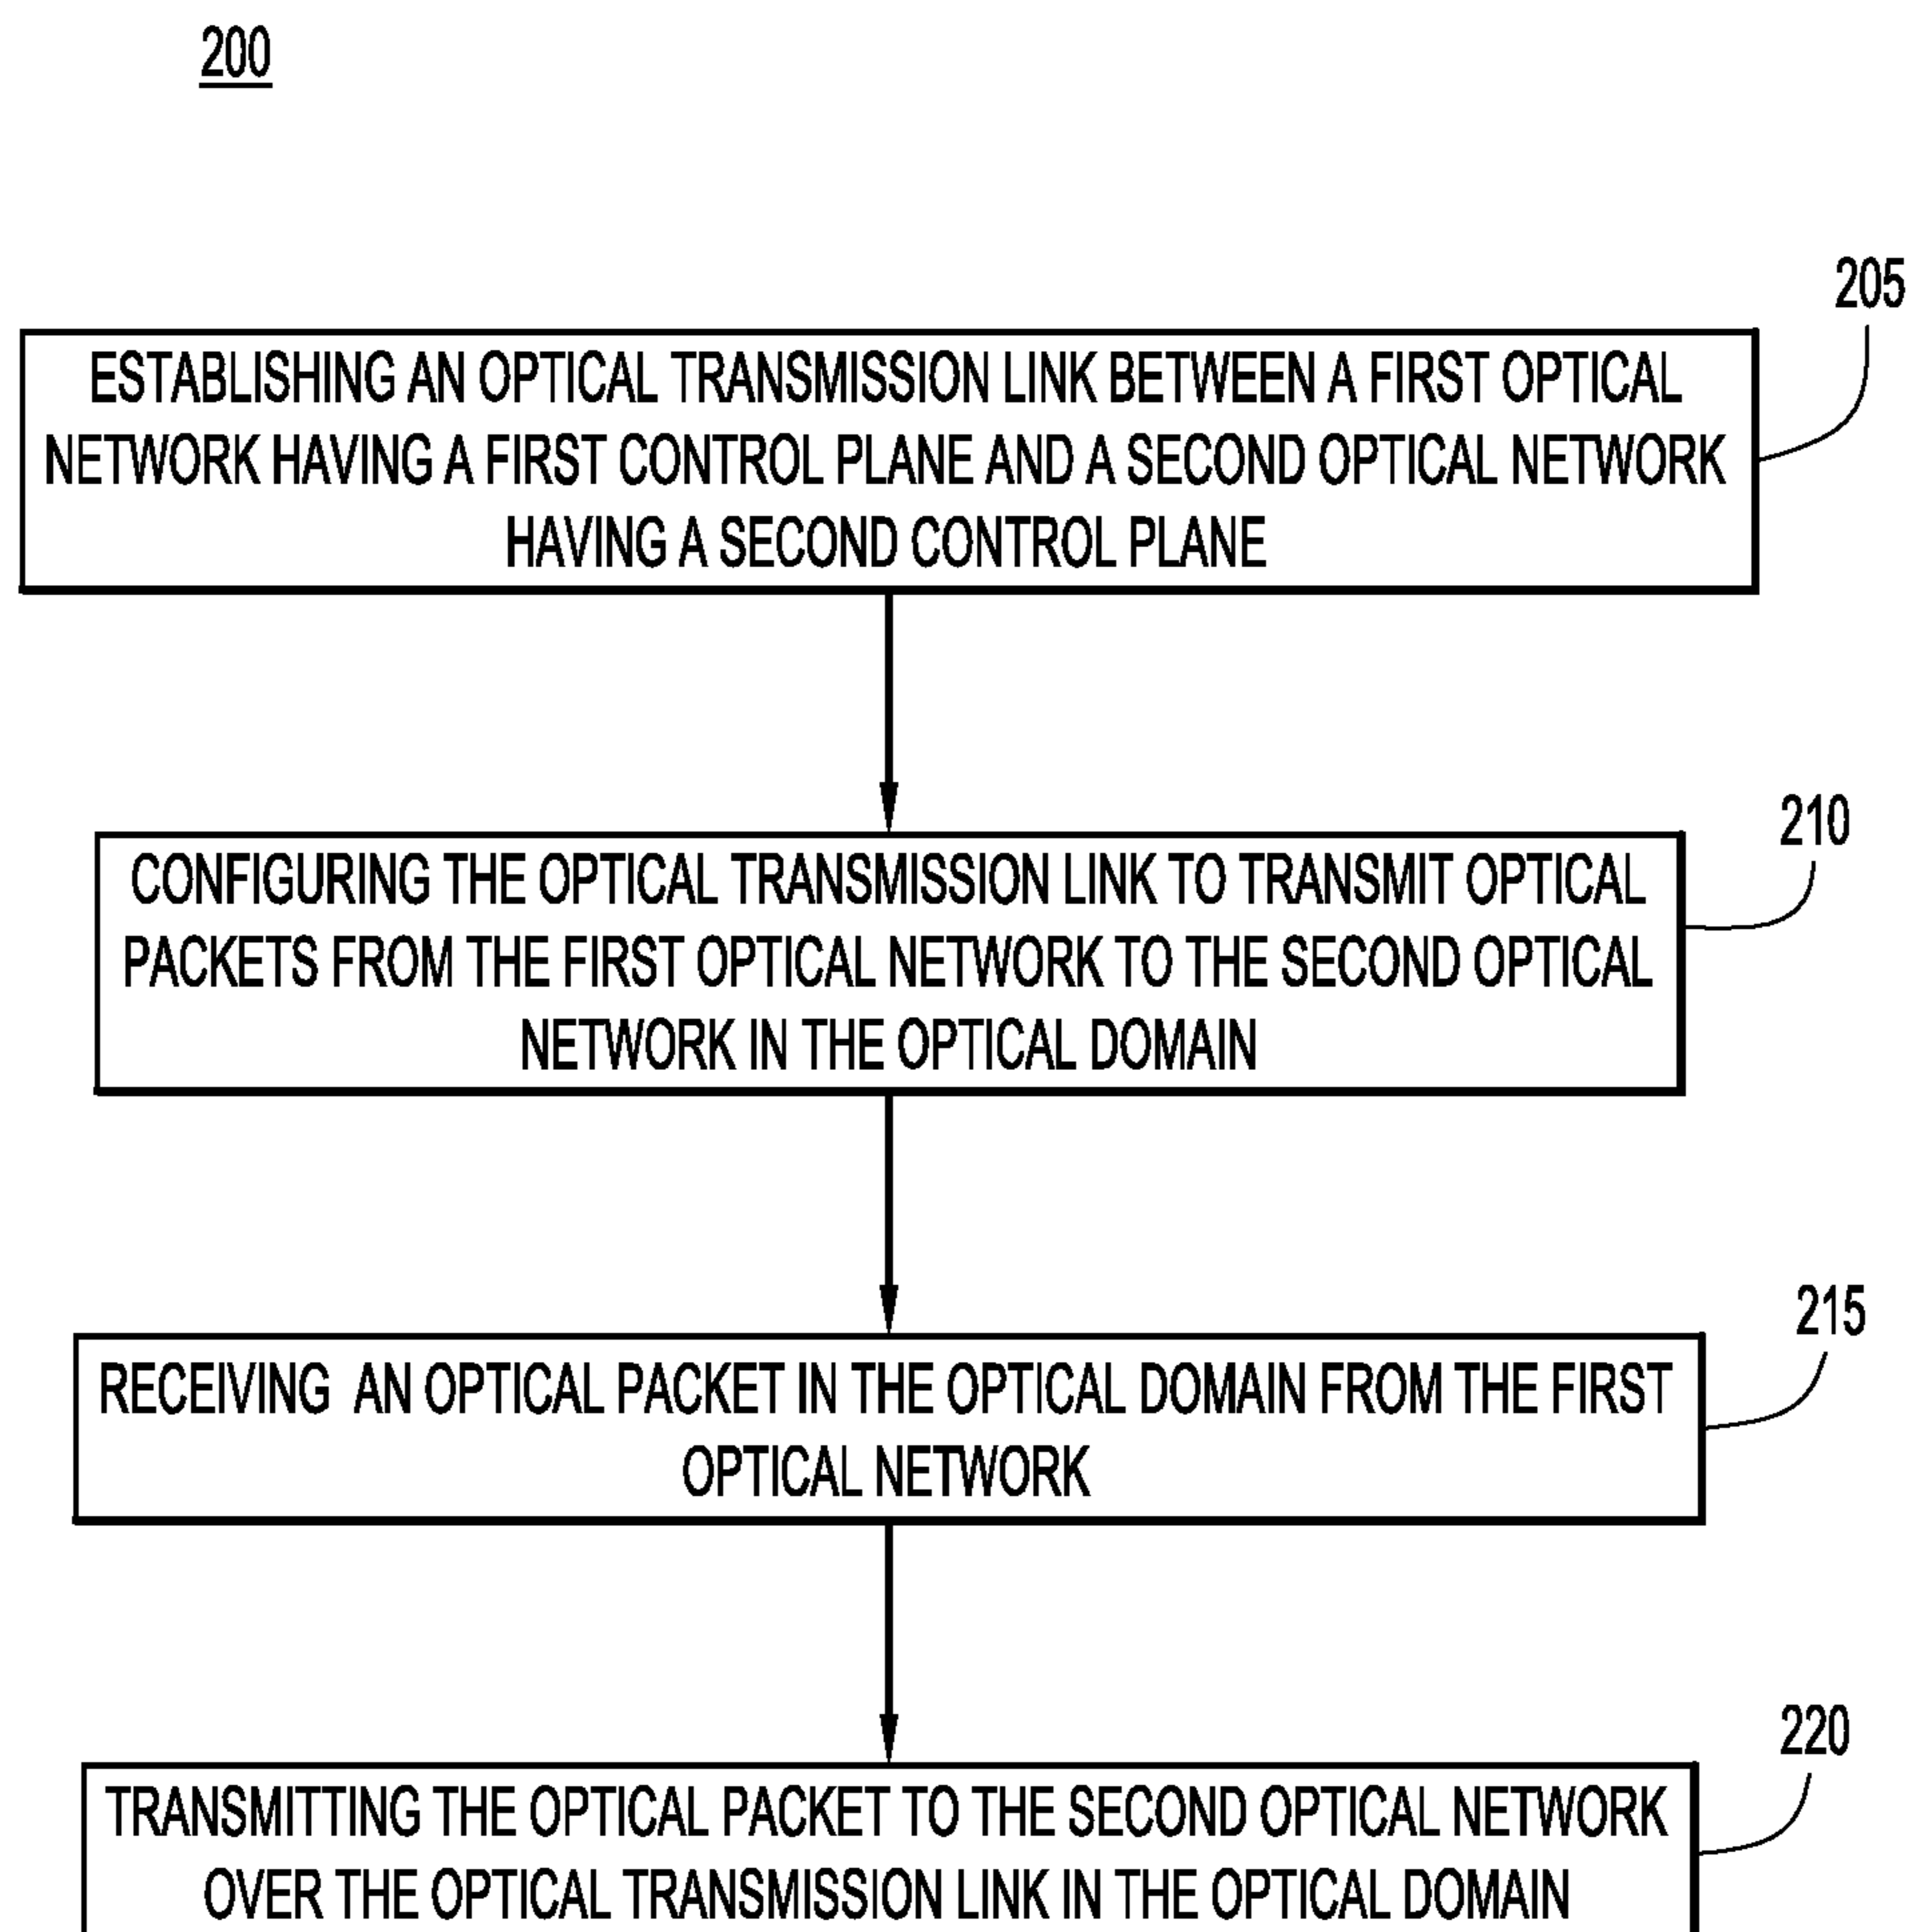 200
205
ESTABLISHING AN OPTICAL TRANSMISSION LINK BETWEEN A FIRST OPTICAL
NETWORK HAVING A FIRST CONTROL PLANE AND A SECOND OPTICAL NETWORK
HAVING A SECOND CONTROL PLANE
210
CONFIGURING THE OPTICAL TRANSMISSION LINK TO TRANSMIT OPTICAL
PACKETS FROM THE FIRST OPTICAL NETWORK TO THE SECOND OPTICAL
NETWORK IN THE OPTICAL DOMAIN
215
RECEIVING AN OPTICAL PACKET IN THE OPTICAL DOMAIN FROM THE FIRST
OPTICAL NETWORK
220
TRANSMITTING THE OPTICAL PACKET TO THE SECOND OPTICAL NETWORK
OVER THE OPTICAL TRANSMISSION LINK IN THE OPTICAL DOMAIN